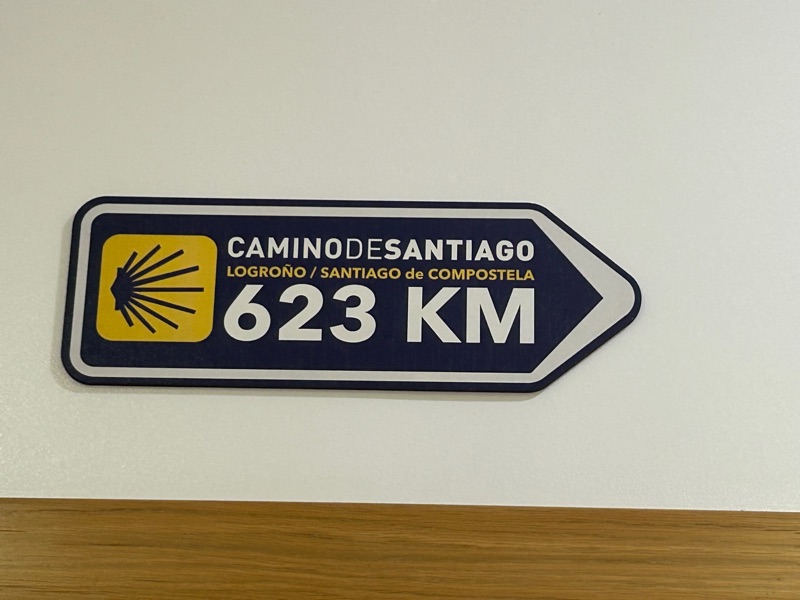 CAMINODESANTIAGO
LOGROÑO / SANTIAGO de COMPOSTELA
623 KM